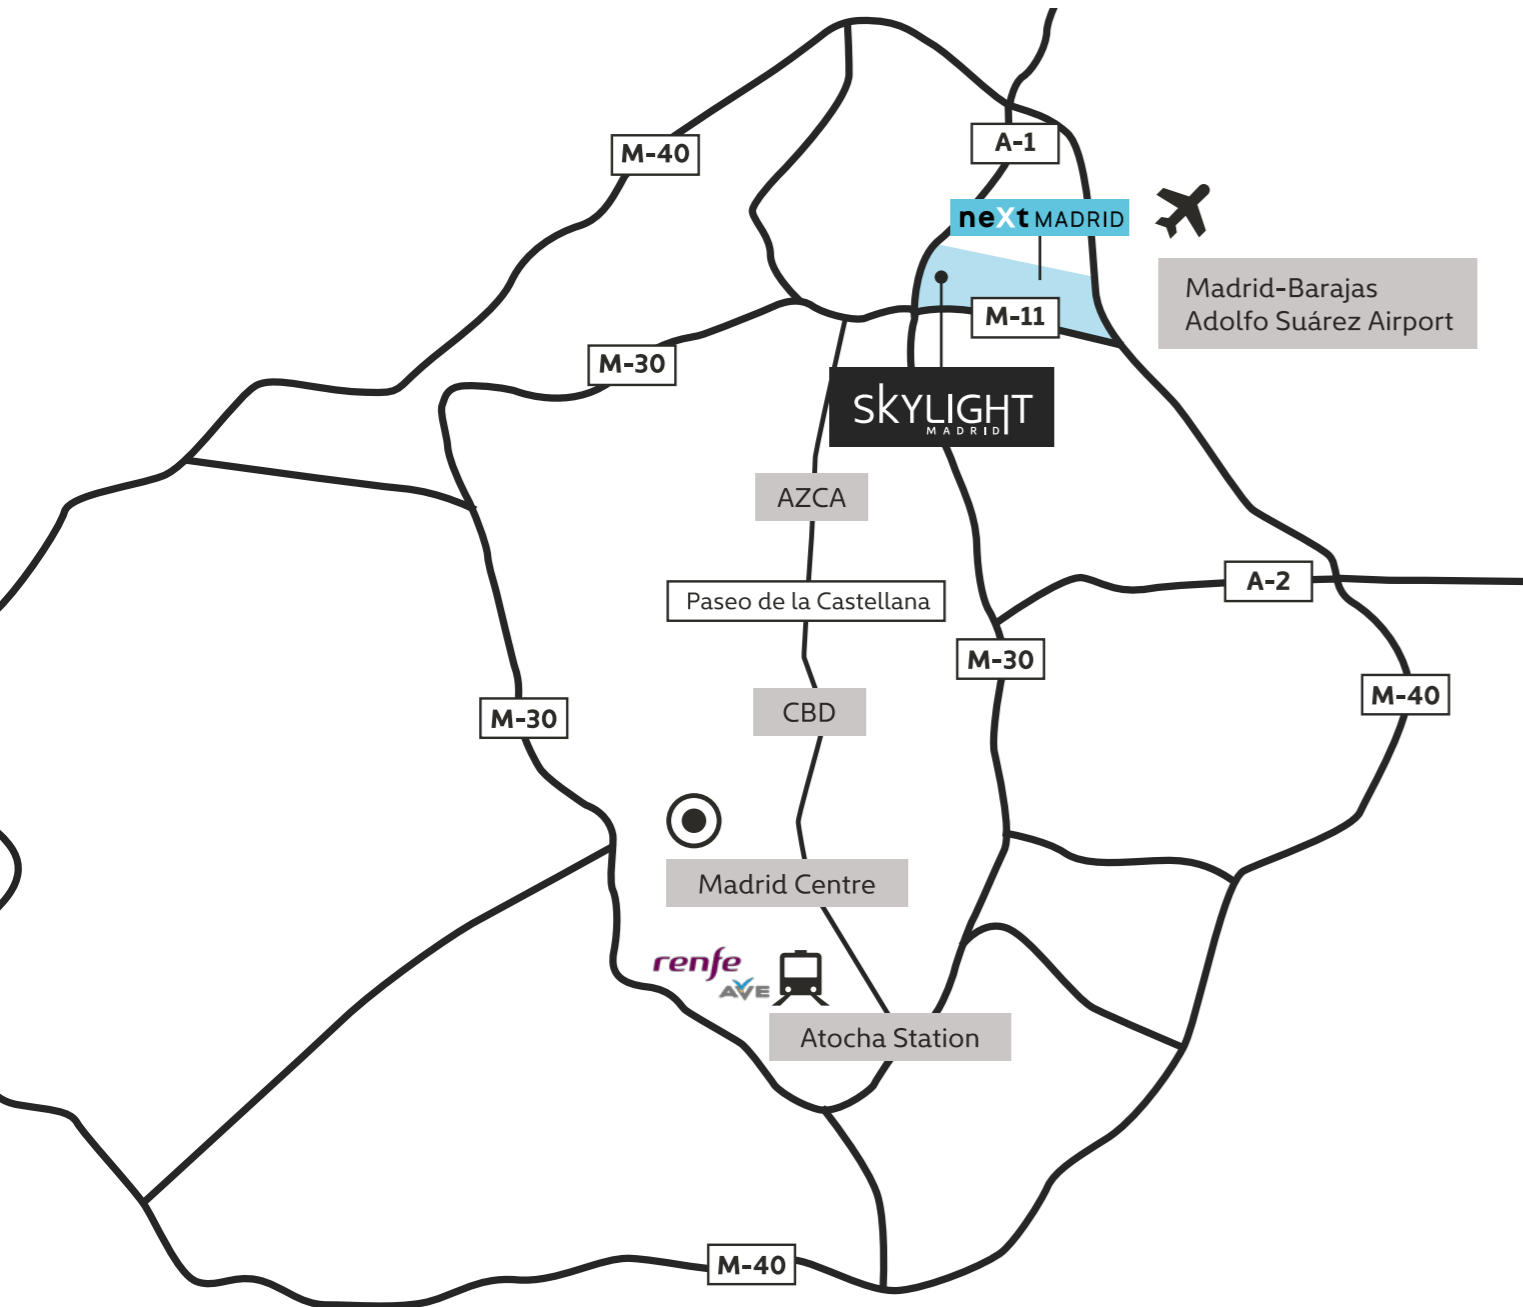 A-1
M-40
neXt MADRID
Madrid-Barajas
Adolfo Suárez Airport
M-11
M-30
SKYLIGHT
MADRID
AZCA
A-2
Paseo de la Castellana
M-30
M-40
CBD
M-30
Madrid Centre
renfe
AVE
Atocha Station
M-40